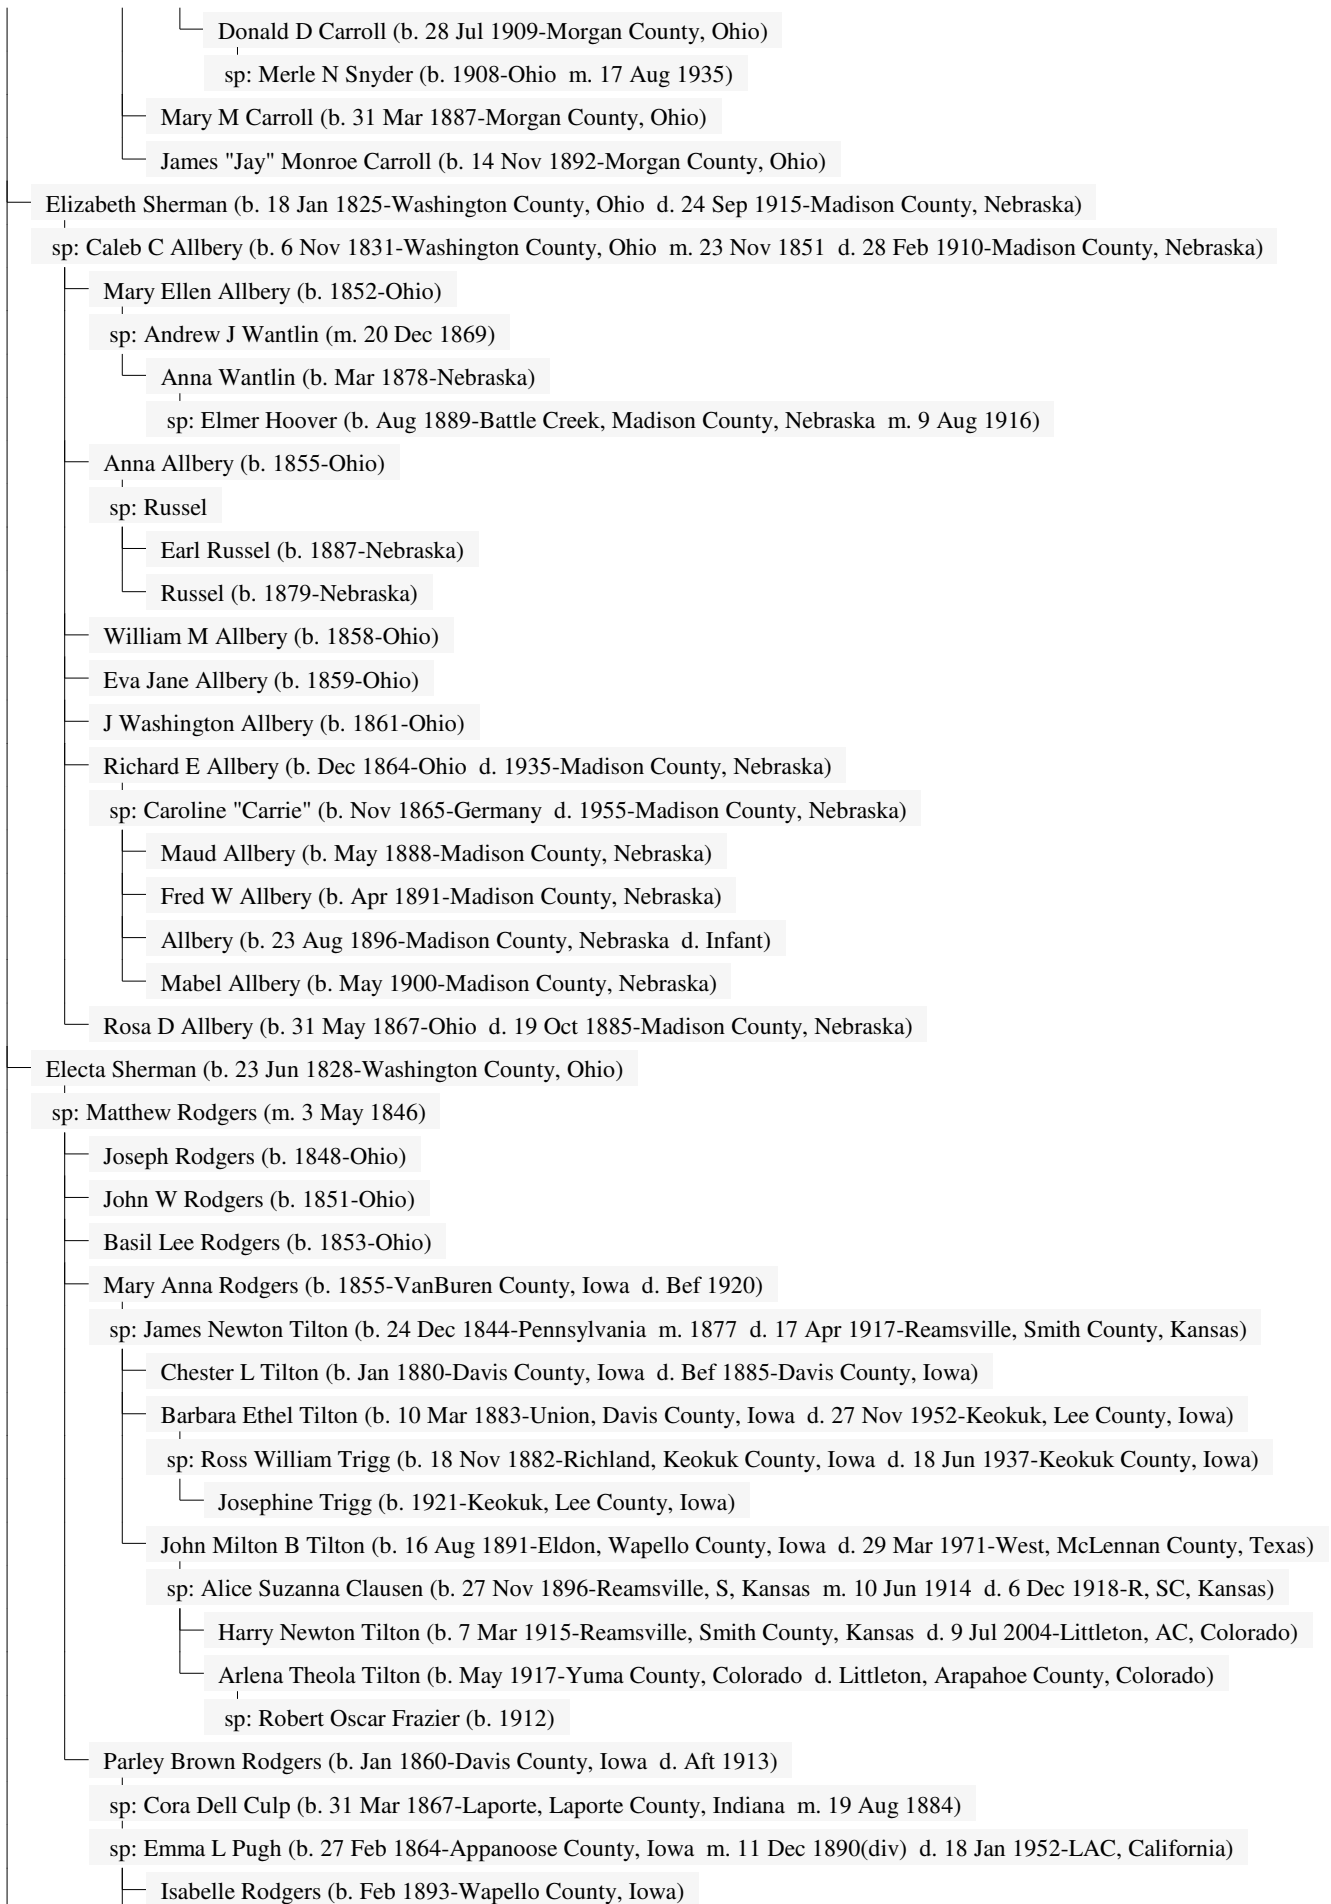 Donald D Carroll (b. 28 Jul 1909-Morgan County, Ohio)
sp: Merle N Snyder (b. 1908-Ohio  m. 17 Aug 1935)
Mary M Carroll (b. 31 Mar 1887-Morgan County, Ohio)
James "Jay" Monroe Carroll (b. 14 Nov 1892-Morgan County, Ohio)
Elizabeth Sherman (b. 18 Jan 1825-Washington County, Ohio  d. 24 Sep 1915-Madison County, Nebraska)
sp: Caleb C Allbery (b. 6 Nov 1831-Washington County, Ohio  m. 23 Nov 1851  d. 28 Feb 1910-Madison County, Nebraska)
Mary Ellen Allbery (b. 1852-Ohio)
sp: Andrew J Wantlin (m. 20 Dec 1869)
Anna Wantlin (b. Mar 1878-Nebraska)
sp: Elmer Hoover (b. Aug 1889-Battle Creek, Madison County, Nebraska  m. 9 Aug 1916)
Anna Allbery (b. 1855-Ohio)
sp: Russel
Earl Russel (b. 1887-Nebraska)
Russel (b. 1879-Nebraska)
William M Allbery (b. 1858-Ohio)
Eva Jane Allbery (b. 1859-Ohio)
J Washington Allbery (b. 1861-Ohio)
Richard E Allbery (b. Dec 1864-Ohio  d. 1935-Madison County, Nebraska)
sp: Caroline "Carrie" (b. Nov 1865-Germany  d. 1955-Madison County, Nebraska)
Maud Allbery (b. May 1888-Madison County, Nebraska)
Fred W Allbery (b. Apr 1891-Madison County, Nebraska)
Allbery (b. 23 Aug 1896-Madison County, Nebraska  d. Infant)
Mabel Allbery (b. May 1900-Madison County, Nebraska)
Rosa D Allbery (b. 31 May 1867-Ohio  d. 19 Oct 1885-Madison County, Nebraska)
Electa Sherman (b. 23 Jun 1828-Washington County, Ohio)
sp: Matthew Rodgers (m. 3 May 1846)
Joseph Rodgers (b. 1848-Ohio)
John W Rodgers (b. 1851-Ohio)
Basil Lee Rodgers (b. 1853-Ohio)
Mary Anna Rodgers (b. 1855-VanBuren County, Iowa  d. Bef 1920)
sp: James Newton Tilton (b. 24 Dec 1844-Pennsylvania  m. 1877  d. 17 Apr 1917-Reamsville, Smith County, Kansas)
Chester L Tilton (b. Jan 1880-Davis County, Iowa  d. Bef 1885-Davis County, Iowa)
Barbara Ethel Tilton (b. 10 Mar 1883-Union, Davis County, Iowa  d. 27 Nov 1952-Keokuk, Lee County, Iowa)
sp: Ross William Trigg (b. 18 Nov 1882-Richland, Keokuk County, Iowa  d. 18 Jun 1937-Keokuk County, Iowa)
Josephine Trigg (b. 1921-Keokuk, Lee County, Iowa)
John Milton B Tilton (b. 16 Aug 1891-Eldon, Wapello County, Iowa  d. 29 Mar 1971-West, McLennan County, Texas)
sp: Alice Suzanna Clausen (b. 27 Nov 1896-Reamsville, S, Kansas  m. 10 Jun 1914  d. 6 Dec 1918-R, SC, Kansas)
Harry Newton Tilton (b. 7 Mar 1915-Reamsville, Smith County, Kansas  d. 9 Jul 2004-Littleton, AC, Colorado)
Arlena Theola Tilton (b. May 1917-Yuma County, Colorado  d. Littleton, Arapahoe County, Colorado)
sp: Robert Oscar Frazier (b. 1912)
Parley Brown Rodgers (b. Jan 1860-Davis County, Iowa  d. Aft 1913)
sp: Cora Dell Culp (b. 31 Mar 1867-Laporte, Laporte County, Indiana  m. 19 Aug 1884)
sp: Emma L Pugh (b. 27 Feb 1864-Appanoose County, Iowa  m. 11 Dec 1890(div)  d. 18 Jan 1952-LAC, California)
Isabelle Rodgers (b. Feb 1893-Wapello County, Iowa)